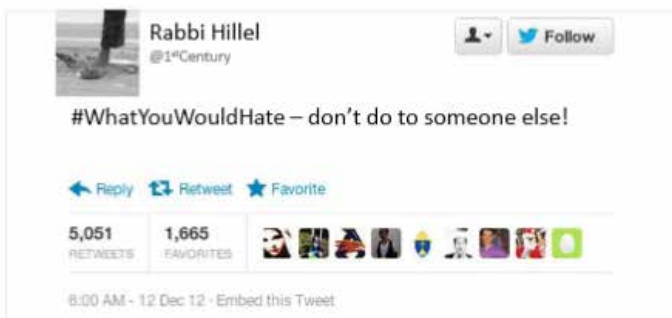 Rabbi Hillel
@1stCentury
Follow
#WhatYouWouldHate – don't do to someone else!
Reply Retweet Favorite
5,051 1,665
RETWEETS FAVORITES
6:00 AM - 12 Dec 12 · Embed this Tweet